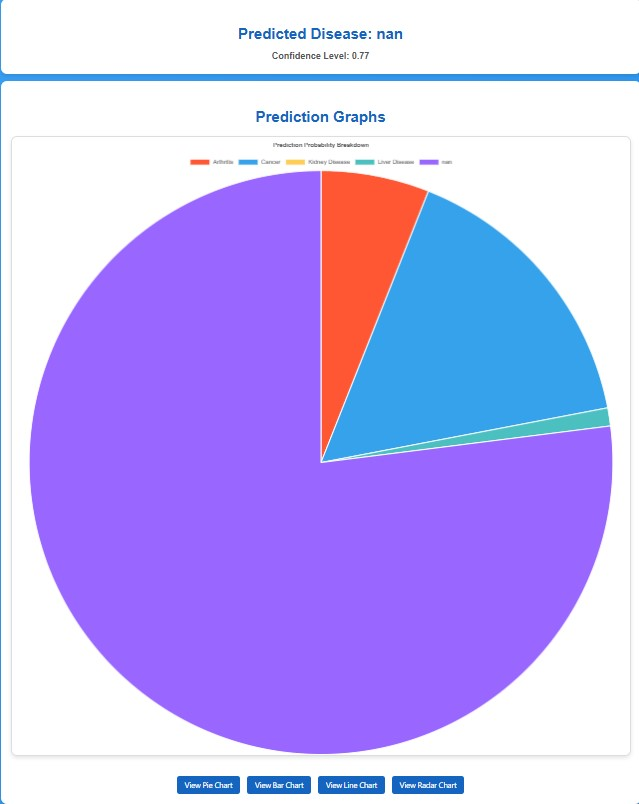 Predicted Disease: nan
Confidence Level: 0.77
Prediction Graphs
Prediction Probability Breakdown
Arthritis Cancer Kidney Disease Liver Disease nan
View Pie Chart View Bar Chart View Line Chart View Radar Chart